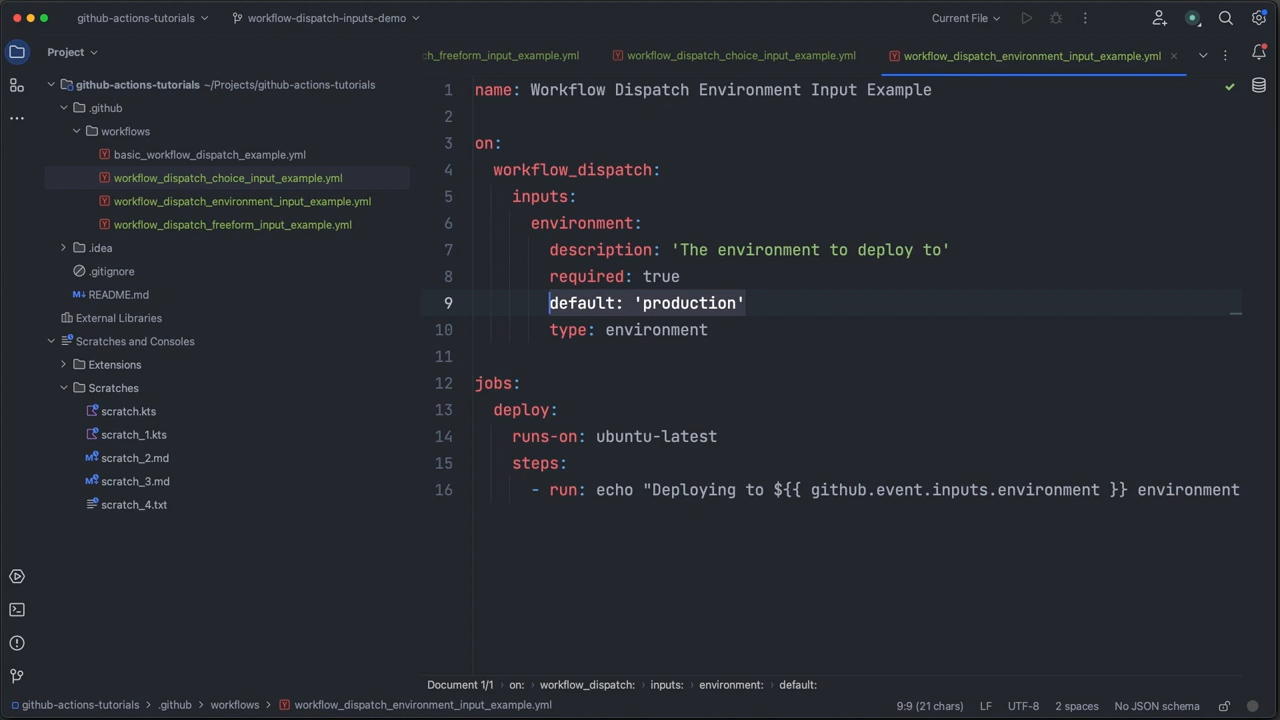 github-actions-tutorials
workflow-dispatch-inputs-demo
Current File
Project
ch_freeform_input_example.yml
workflow_dispatch_choice_input_example.yml
workflow_dispatch_environment_input_example.yml
github-actions-tutorials ~/Projects/github-actions-tutorials
.github
workflows
basic_workflow_dispatch_example.yml
workflow_dispatch_choice_input_example.yml
workflow_dispatch_environment_input_example.yml
workflow_dispatch_freeform_input_example.yml
.idea
.gitignore
M↓ README.md
External Libraries
Scratches and Consoles
Extensions
Scratches
scratch.kts
scratch_1.kts
M↓ scratch_2.md
M↓ scratch_3.md
scratch_4.txt
1 name: Workflow Dispatch Environment Input Example
2
3 on:
4 workflow_dispatch:
5 inputs:
6 environment:
7 description: 'The environment to deploy to'
8 required: true
9 default: 'production'
10 type: environment
11
12 jobs:
13 deploy:
14 runs-on: ubuntu-latest
15 steps:
16 - run: echo "Deploying to ${{ github.event.inputs.environment }} environment
Document 1/1 on: workflow_dispatch: inputs: environment: default:
github-actions-tutorials .github workflows workflow_dispatch_environment_input_example.yml
9:9 (21 chars) LF UTF-8 2 spaces No JSON schema